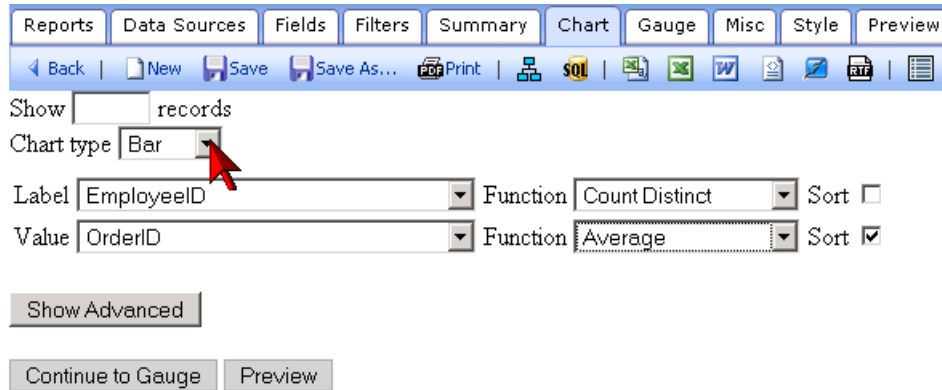 Reports Data Sources Fields Filters Summary Chart Gauge Misc Style Preview
Back | New Save Save As... PDF Print | SQL | RTF |
Show records
Chart type Bar
Label EmployeeID Function Count Distinct Sort
Value OrderID Function Average Sort
Show Advanced
Continue to Gauge Preview